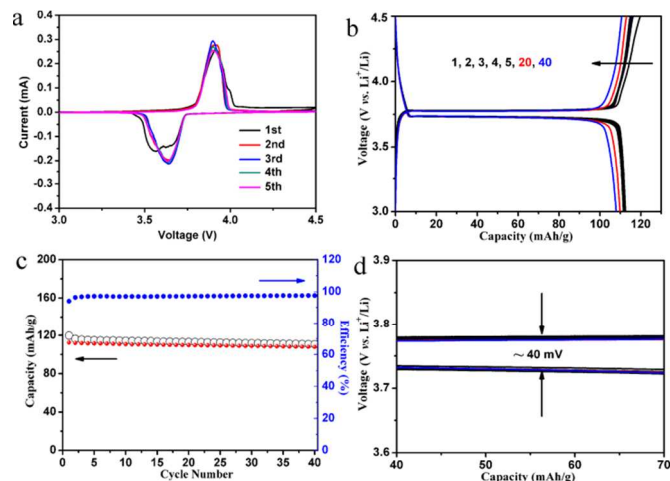 a
0.4
0.3
0.2
0.1
0.0
-0.1
-0.2
-0.3
-0.4
Current (mA)
1st
2nd
3rd
4th
5th
3.0 3.5 4.0 4.5
Voltage (V)
b
4.5
4.0
3.5
3.0
Voltage (V vs. Li⁺/Li)
1, 2, 3, 4, 5, 20, 40
0 20 40 60 80 100 120
Capacity (mAh/g)
c
200
160
120
80
40
0
Capacity (mAh/g)
120
100
80
60
40
20
0
Efficiency (%)
0 5 10 15 20 25 30 35 40
Cycle Number
d
3.9
3.8
3.7
3.6
Voltage (V vs. Li⁺/Li)
~ 40 mV
40 50 60 70
Capacity (mAh/g)